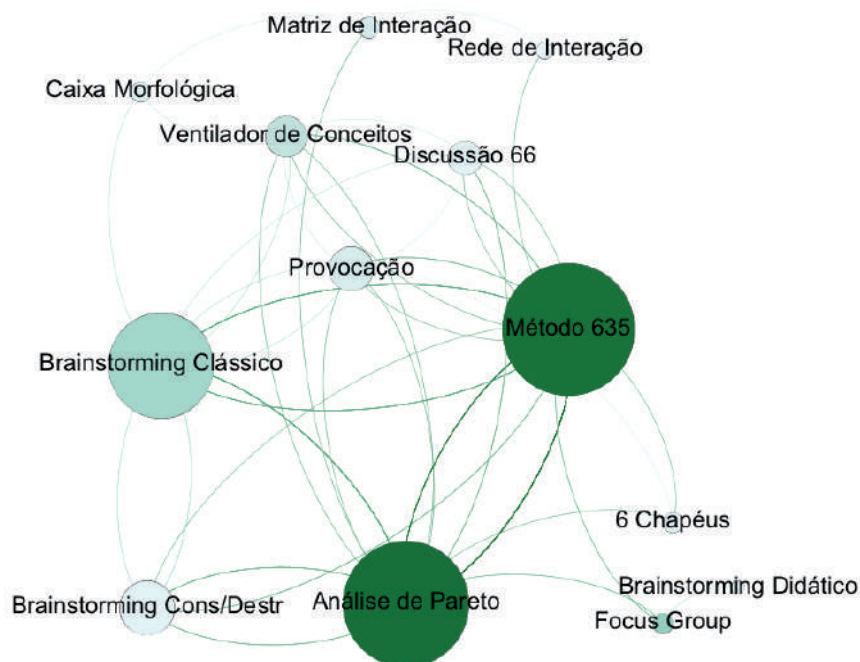 Matriz de Interação
Rede de Interação
Caixa Morfológica
Ventilador de Conceitos
Discussão 66
Provocação
Método 635
Brainstorming Clássico
6 Chapéus
Brainstorming Didático
Brainstorming Cons/Destr
Análise de Pareto
Focus Group